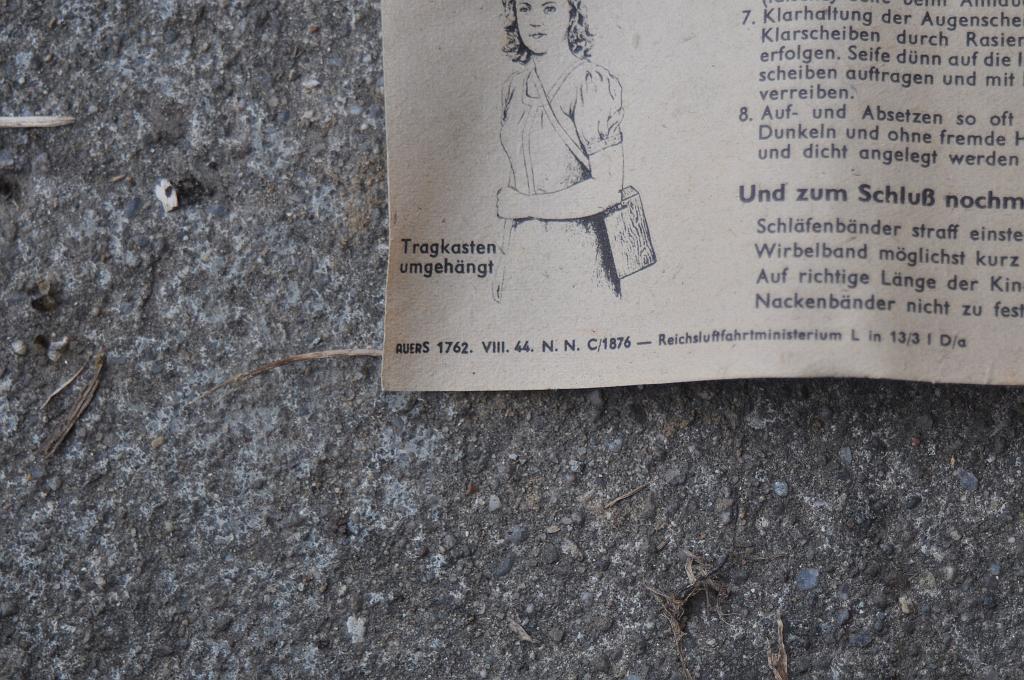 Tragkasten
umgehängt
7. Klarhaltung der Augensche
Klarscheiben durch Rasier
erfolgen. Seife dünn auf die I
scheiben auftragen und mit
verreiben.
8. Auf- und Absetzen so oft
Dunkeln und ohne fremde H
und dicht angelegt werden
Und zum Schluß nochm
Schläfenbänder straff einste
Wirbelband möglichst kurz
Auf richtige Länge der Kin
Nackenbänder nicht zu fest
AUERS 1762. VIII. 44. N. N. C/1876 — Reichsluftfahrtministerium L in 13/3 I D/a